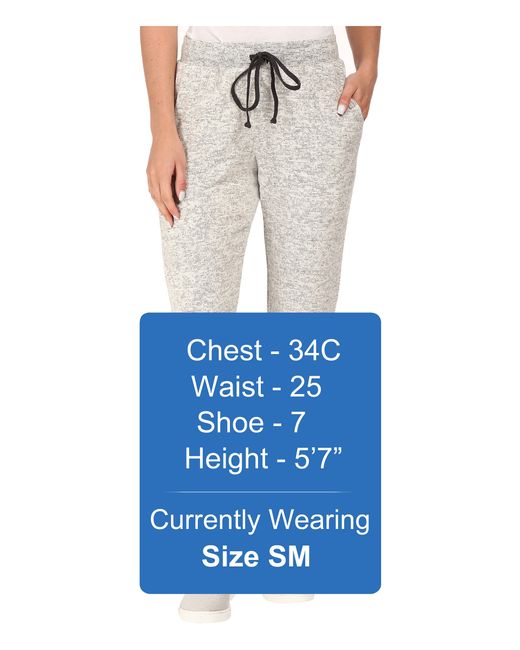 Chest - 34C
Waist - 25
Shoe - 7
Height - 5’7”
Currently Wearing
Size SM